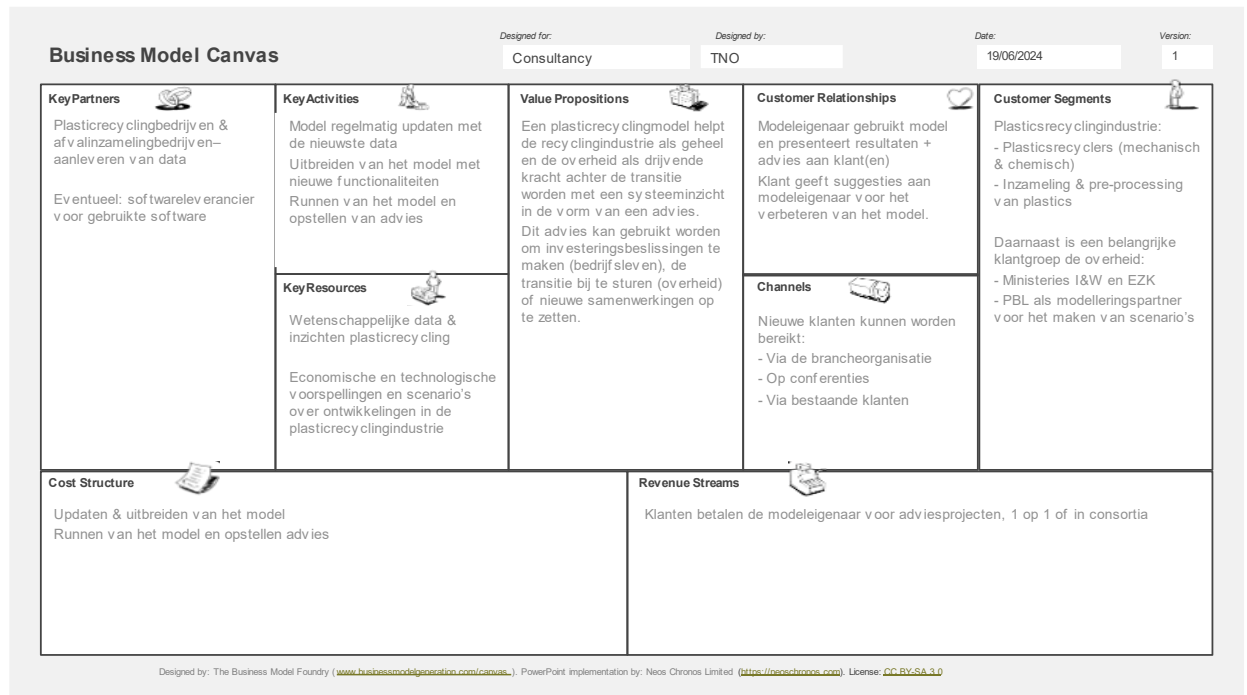 Designed for:
Designed by:
Date:
Version:
Business Model Canvas
Consultancy
TNO
19/06/2024
1
Key Partners
Plasticrecyclingbedrijven &
afvalinzamelingbedrijven–
aanleveren van data
Eventueel: softwareleverancier
voor gebruikte software
Key Activities
Model regelmatig updaten met
de nieuwste data
Uitbreiden van het model met
nieuwe functionaliteiten
Runnen van het model en
opstellen van advies
Key Resources
Wetenschappelijke data &
inzichten plasticrecycling
Economische en technologische
voorspellingen en scenario's
over ontwikkelingen in de
plasticrecyclingindustrie
Value Propositions
Een plasticrecyclingmodel helpt
de recyclingindustrie als geheel
en de overheid als drijvende
kracht achter de transitie
worden met een systeeminzicht
in de vorm van een advies.
Dit advies kan gebruikt worden
om investeringsbeslissingen te
maken (bedrijfsleven), de
transitie bij te sturen (overheid)
of nieuwe samenwerkingen op
te zetten.
Customer Relationships
Modeleigenaar gebruikt model
en presenteert resultaten +
advies aan klant(en)
Klant geeft suggesties aan
modeleigenaar voor het
verbeteren van het model.
Channels
Nieuwe klanten kunnen worden
bereikt:
- Via de brancheorganisatie
- Op conferenties
- Via bestaande klanten
Customer Segments
Plasticsrecyclingindustrie:
- Plasticsrecyclers (mechanisch
& chemisch)
- Inzameling & pre-processing
van plastics
Daarnaast is een belangrijke
klantgroep de overheid:
- Ministeries I&W en EZK
- PBL als modelleringspartner
voor het maken van scenario's
Cost Structure
Updaten & uitbreiden van het model
Runnen van het model en opstellen advies
Revenue Streams
Klanten betalen de modeleigenaar voor adviesprojecten, 1 op 1 of in consortia
Designed by: The Business Model Foundry (www.businessmodelgeneration.com/canvas). PowerPoint implementation by: Neos Chronos Limited (https://neoschronos.com). License: CC BY-SA 3.0